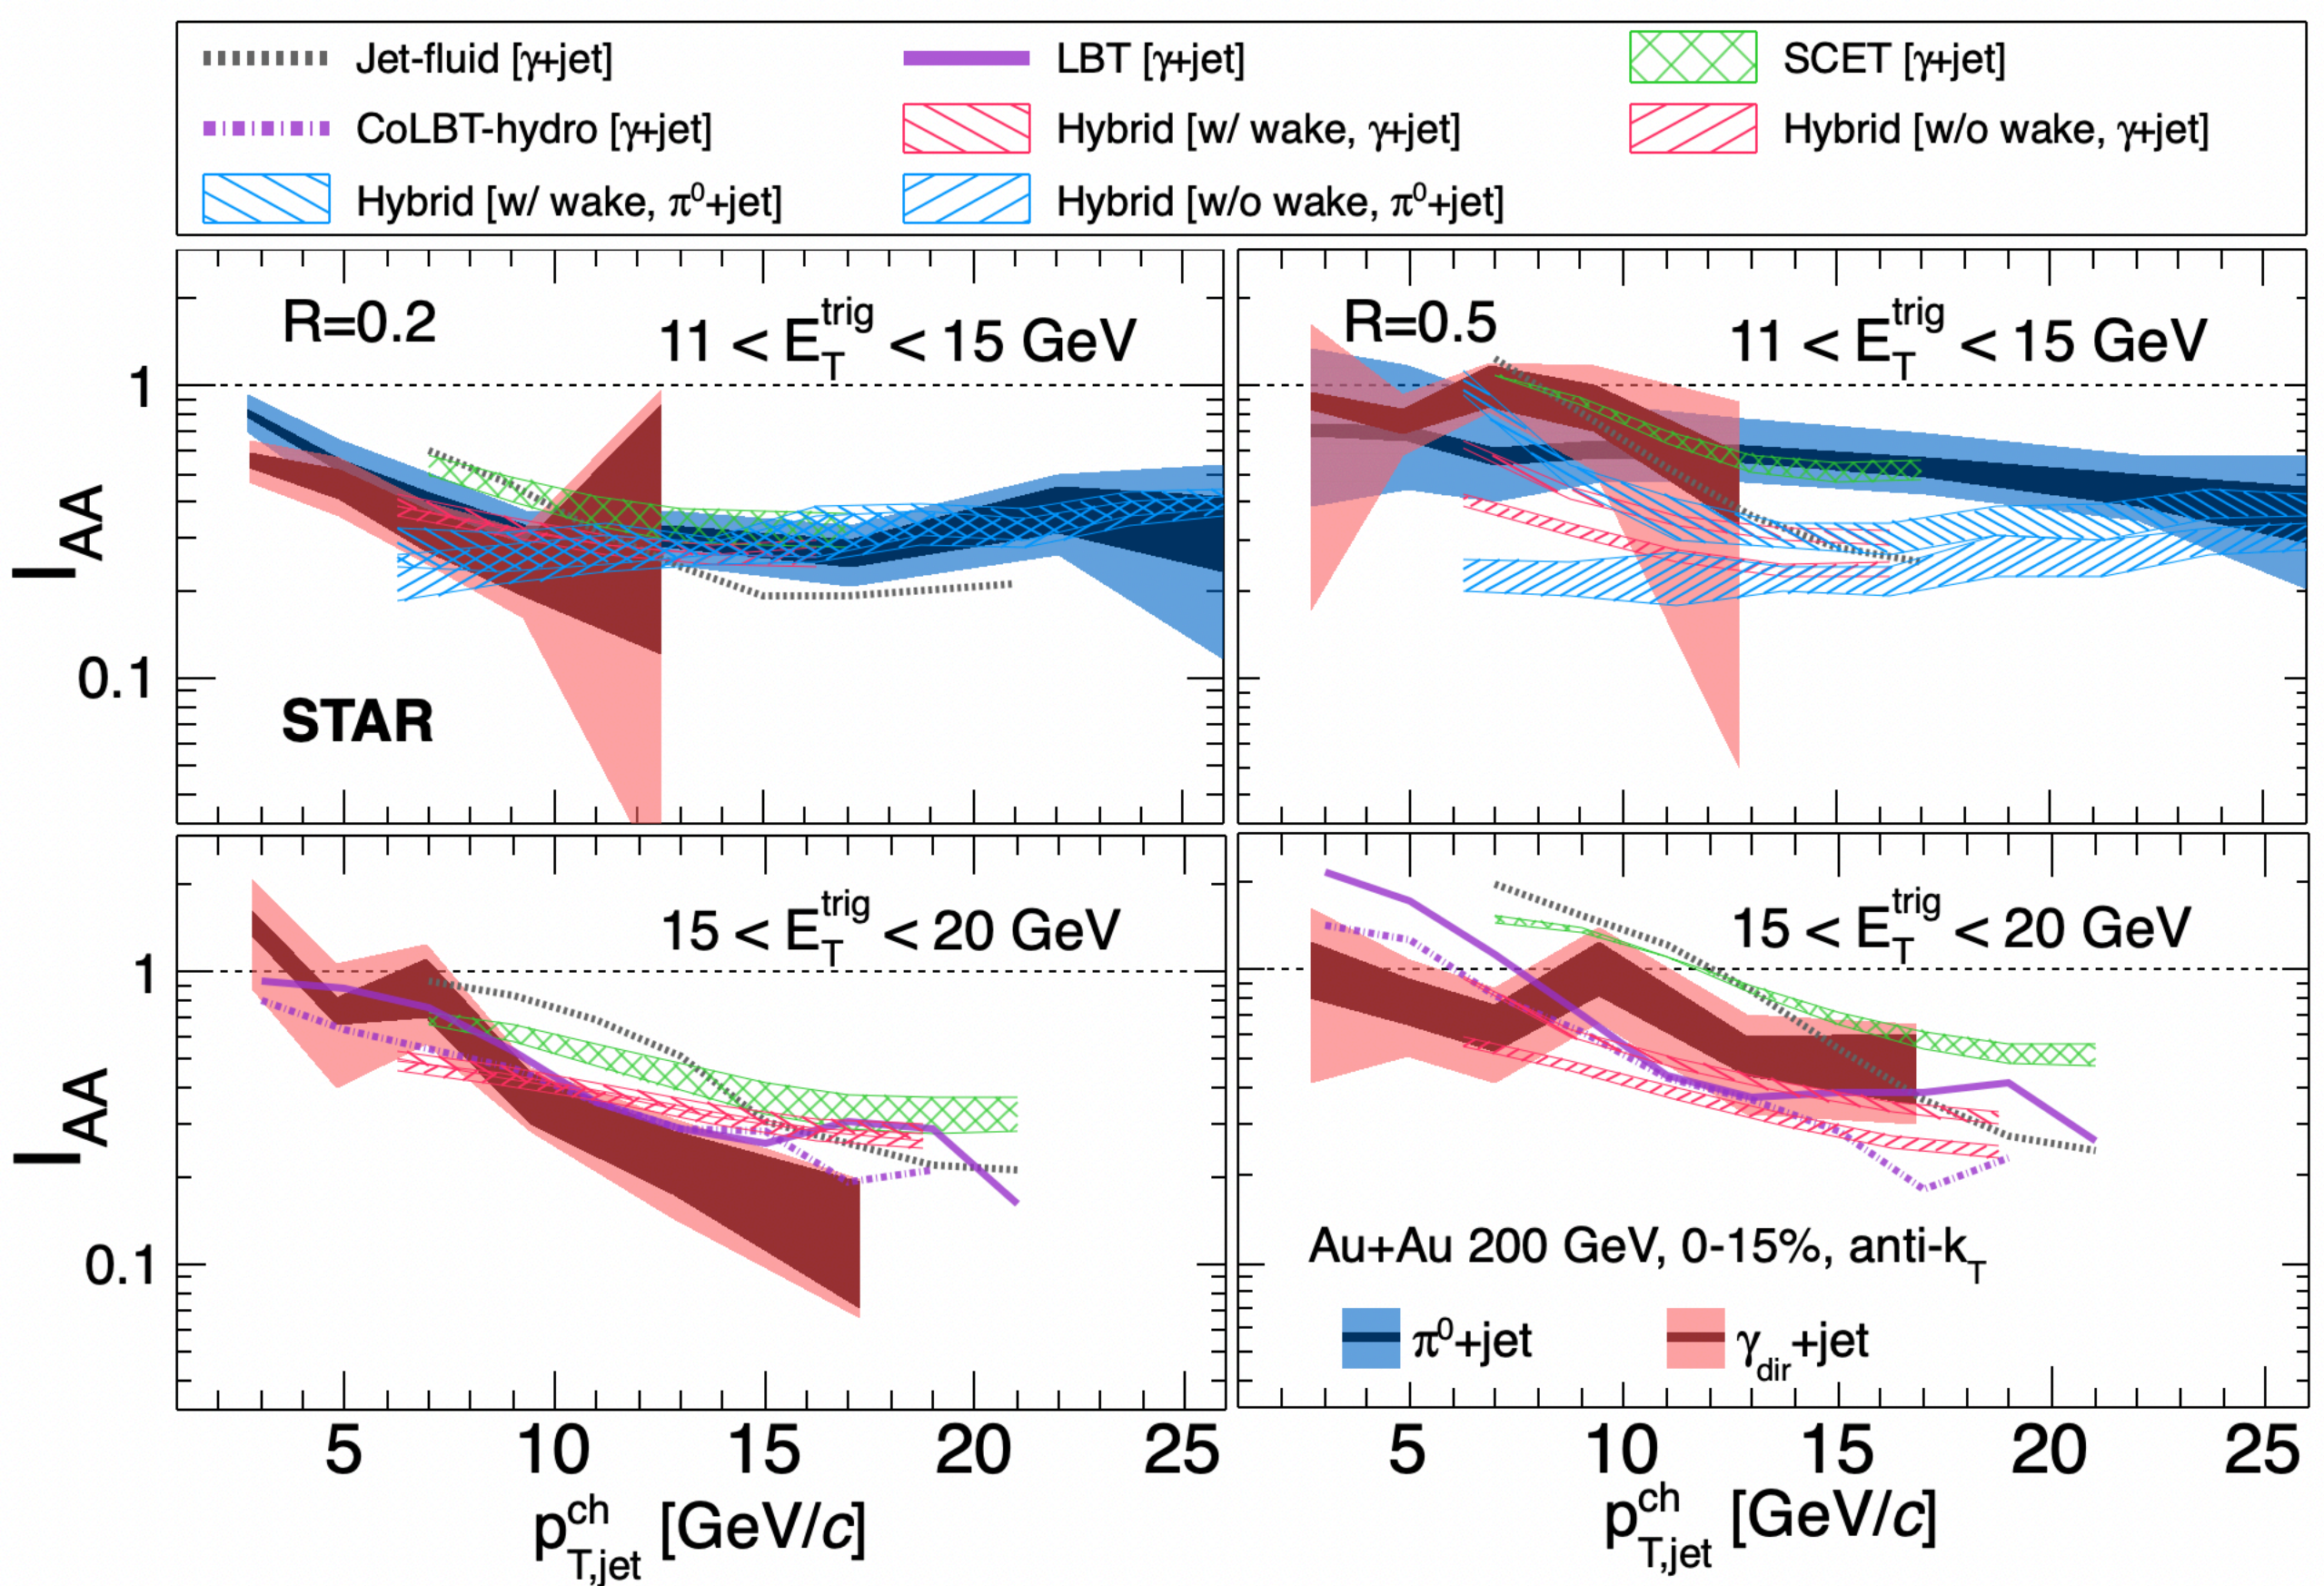 Jet-fluid [γ+jet] LBT [γ+jet] SCET [γ+jet]
CoLBT-hydro [γ+jet] Hybrid [w/ wake, γ+jet] Hybrid [w/o wake, γ+jet]
Hybrid [w/ wake, π⁰+jet] Hybrid [w/o wake, π⁰+jet]
R=0.2 11 < E_T^trig < 15 GeV
R=0.5 11 < E_T^trig < 15 GeV
1
I_AA
0.1
STAR
15 < E_T^trig < 20 GeV
15 < E_T^trig < 20 GeV
1
I_AA
0.1
Au+Au 200 GeV, 0-15%, anti-k_T
π⁰+jet γ_dir+jet
5 10 15 20 25
5 10 15 20 25
p_T,jet^ch [GeV/c]
p_T,jet^ch [GeV/c]